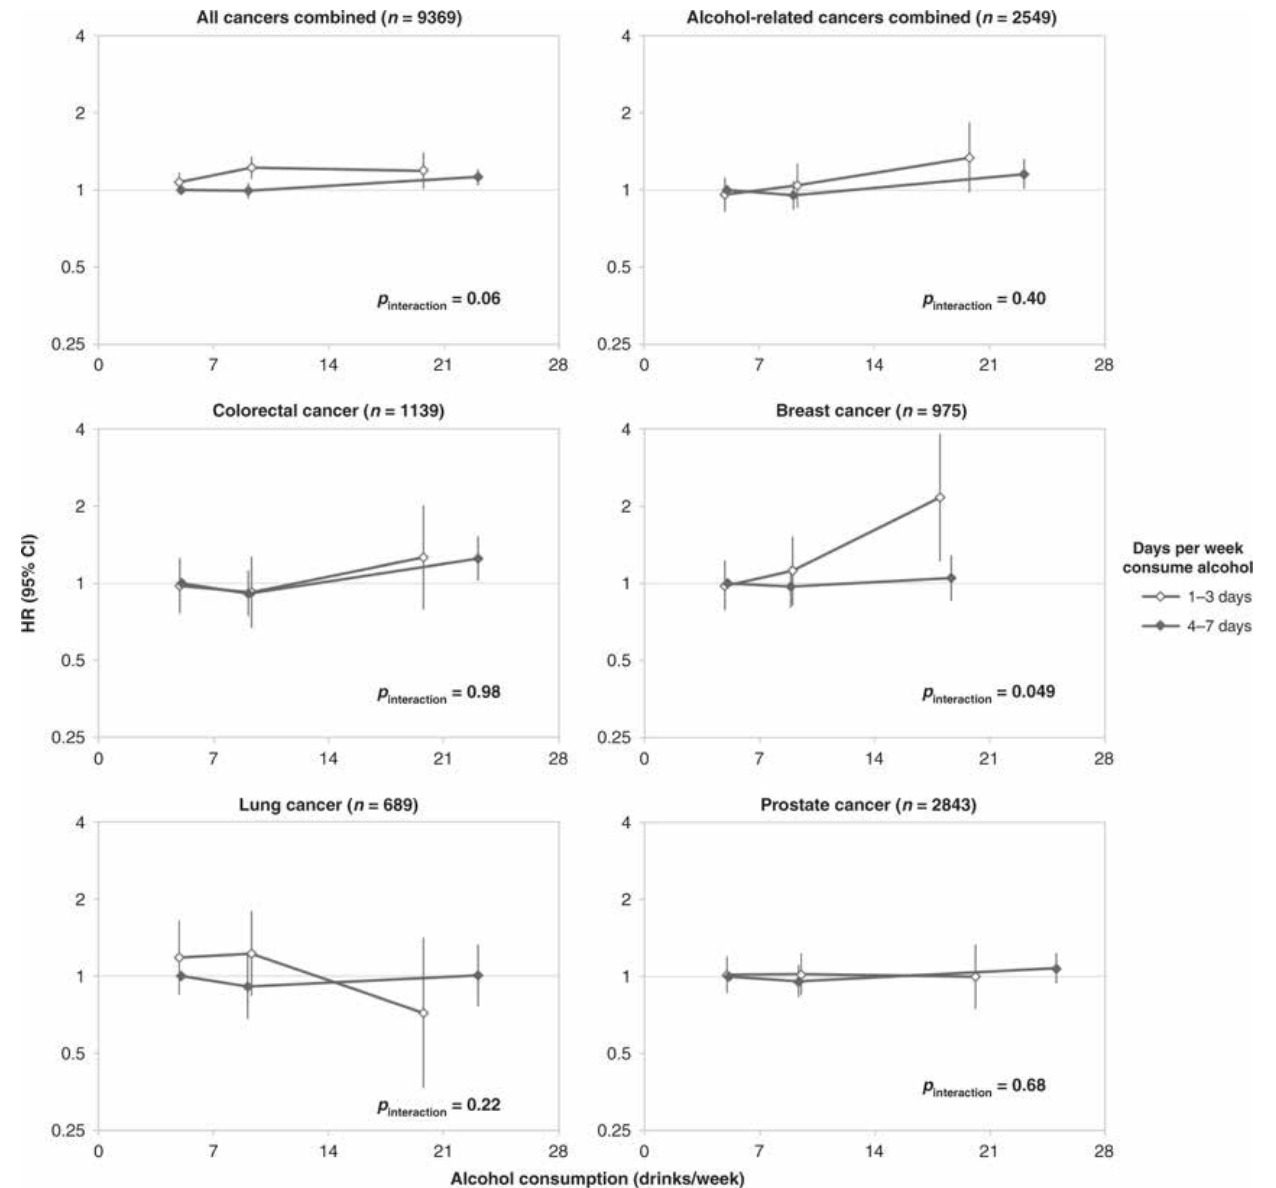 All cancers combined (n = 9369)
4
2
1
0.5
0.25
0 7 14 21 28
pinteraction = 0.06
Alcohol-related cancers combined (n = 2549)
4
2
1
0.5
0.25
0 7 14 21 28
pinteraction = 0.40
Colorectal cancer (n = 1139)
4
2
1
0.5
0.25
0 7 14 21 28
pinteraction = 0.98
Breast cancer (n = 975)
4
2
1
0.5
0.25
0 7 14 21 28
pinteraction = 0.049
HR (95% CI)
Days per week
consume alcohol
1–3 days
4–7 days
Lung cancer (n = 689)
4
2
1
0.5
0.25
0 7 14 21 28
pinteraction = 0.22
Prostate cancer (n = 2843)
4
2
1
0.5
0.25
0 7 14 21 28
pinteraction = 0.68
Alcohol consumption (drinks/week)